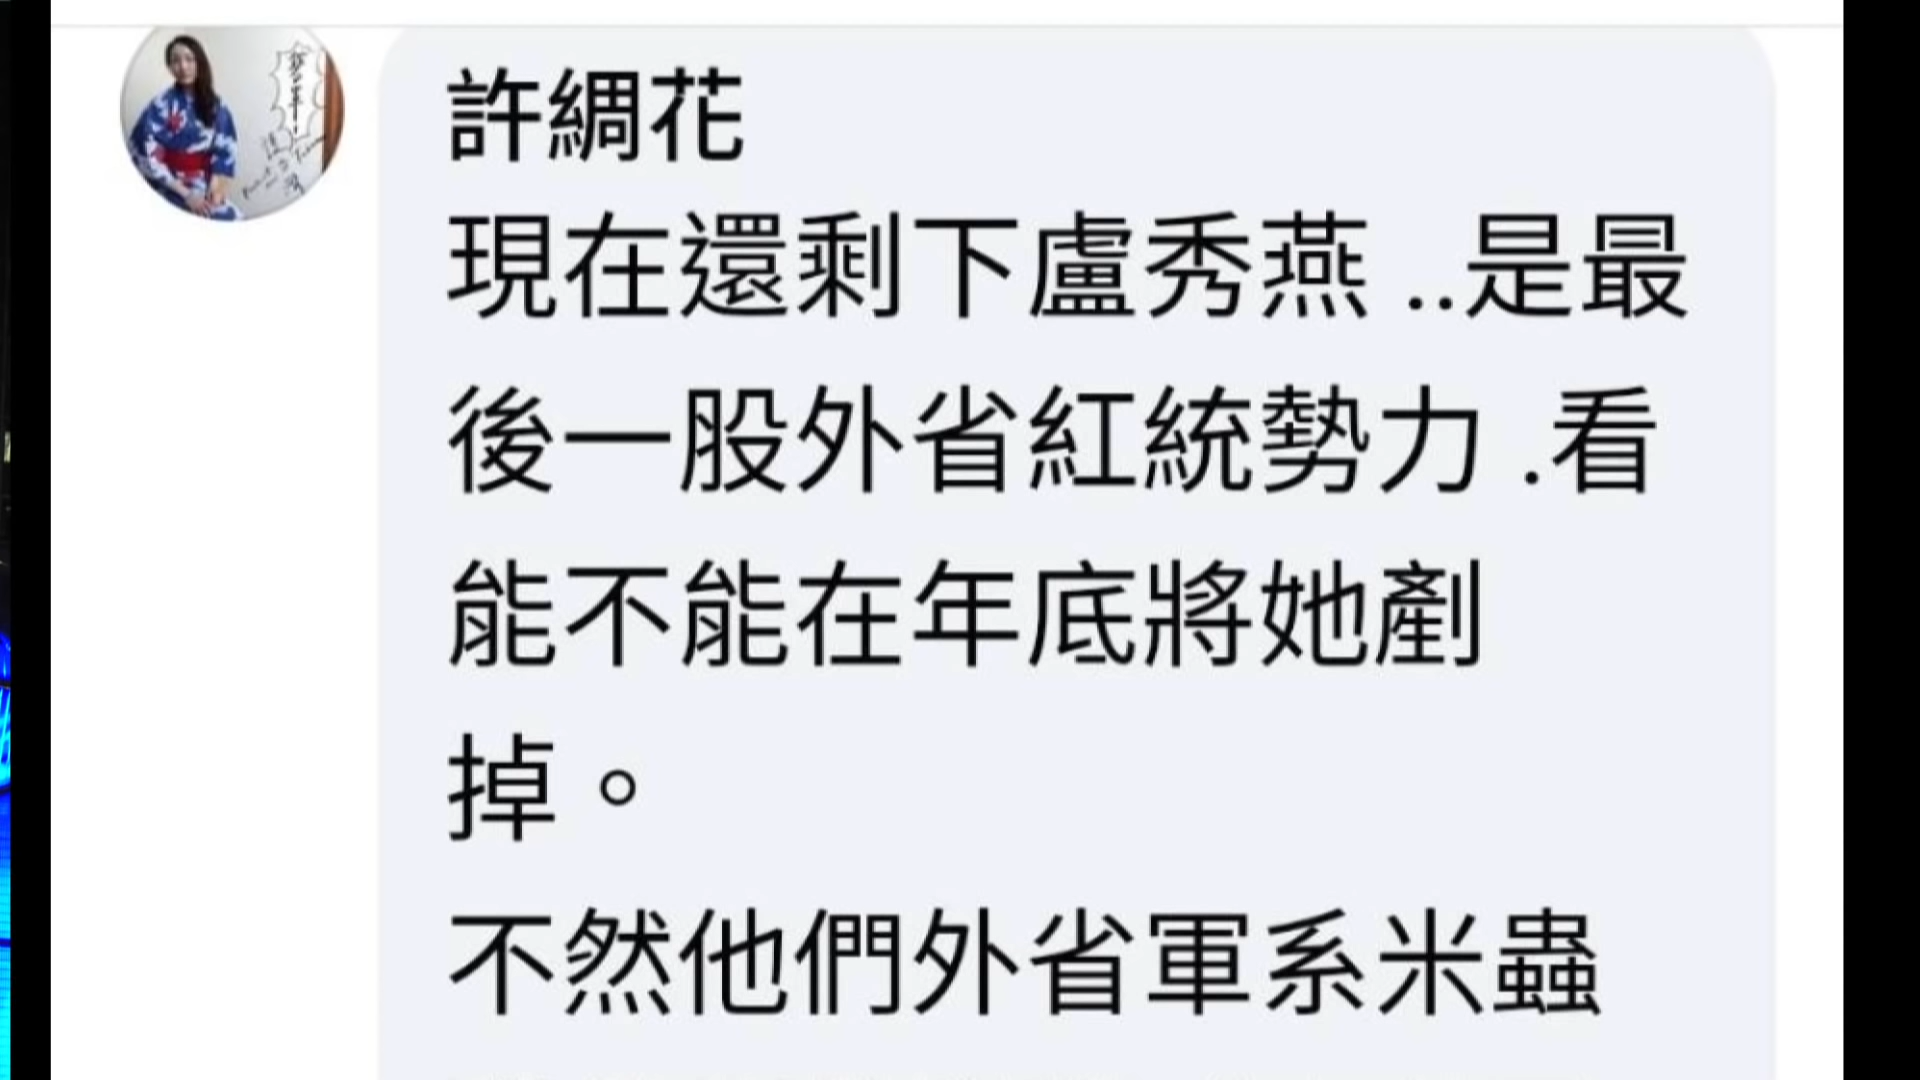 許綢花
現在還剩下盧秀燕 ..是最
後一股外省紅統勢力 .看
能不能在年底將她剷
掉。
不然他們外省軍系米蟲